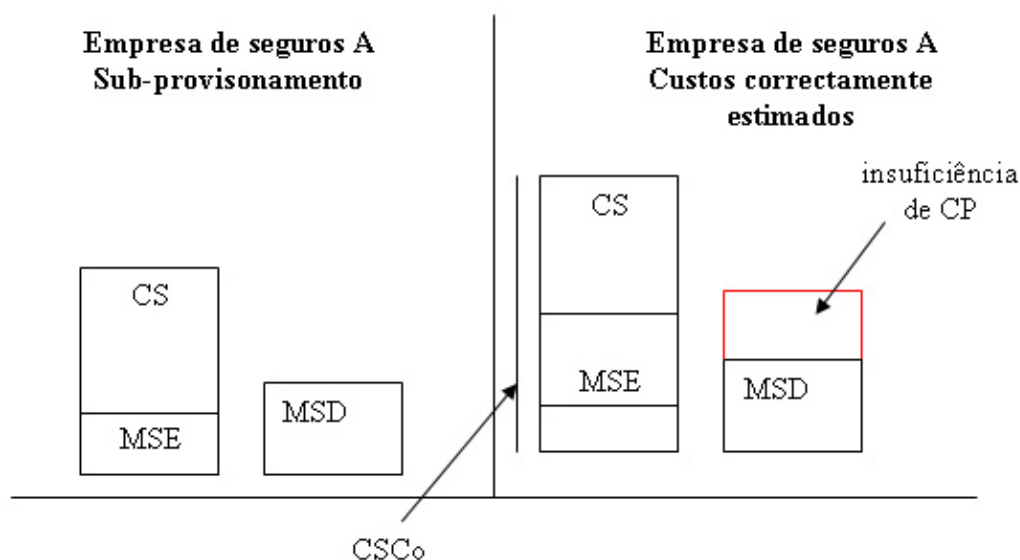 Empresa de seguros A
Sub-provisonamento
CS
MSE
MSD
Empresa de seguros A
Custos correctamente
estimados
insuficiência
de CP
CS
MSE
MSD
CSCo